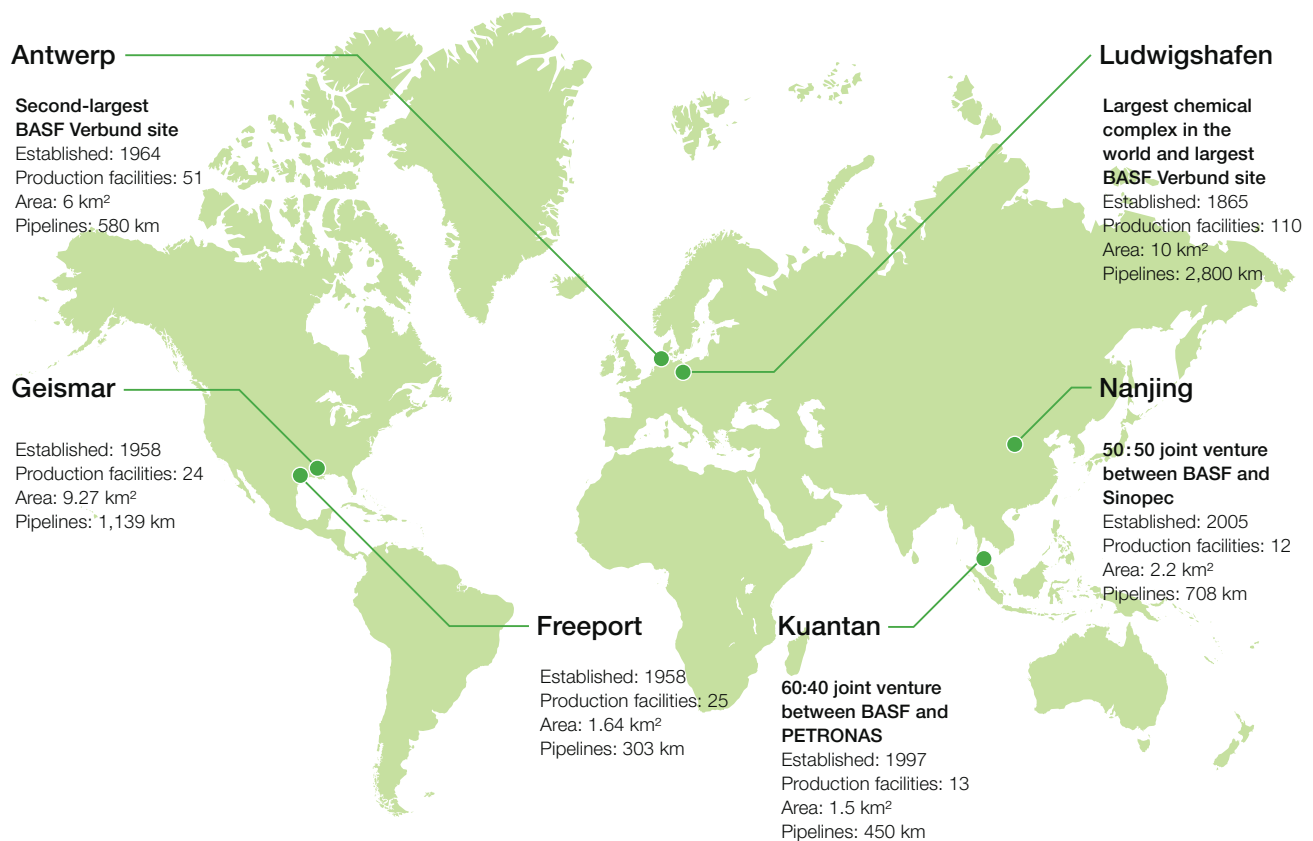 Antwerp
Second-largest
BASF Verbund site
Established: 1964
Production facilities: 51
Area: 6 km²
Pipelines: 580 km
Ludwigshafen
Largest chemical
complex in the
world and largest
BASF Verbund site
Established: 1865
Production facilities: 110
Area: 10 km²
Pipelines: 2,800 km
Geismar
Established: 1958
Production facilities: 24
Area: 9.27 km²
Pipelines: 1,139 km
Nanjing
50:50 joint venture
between BASF and
Sinopec
Established: 2005
Production facilities: 12
Area: 2.2 km²
Pipelines: 708 km
Freeport
Established: 1958
Production facilities: 25
Area: 1.64 km²
Pipelines: 303 km
Kuantan
60:40 joint venture
between BASF and
PETRONAS
Established: 1997
Production facilities: 13
Area: 1.5 km²
Pipelines: 450 km